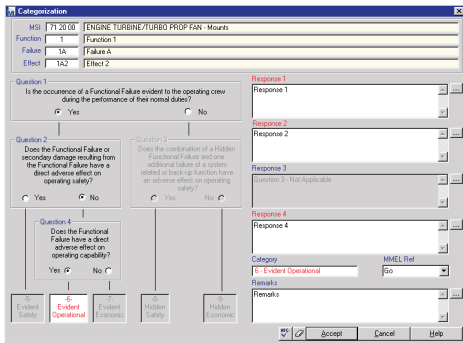 Categorization
MSI 71 20 00 ENGINE TURBINE/TURBO PROP FAN - Mounts
Function 1 Function 1
Failure 1A Failure A
Effect 1A2 Effect 2
Question 1
Is the occurrence of a Functional Failure evident to the operating crew
during the performance of their normal duties?
Yes No
Question 2
Does the Functional Failure or
secondary damage resulting
from the Functional Failure have a
direct adverse effect on
operating safety?
Yes No
Question 3
Does the combination of a Hidden
Functional Failure and one
additional failure of a system
related or back-up function have
an adverse effect on operating
safety?
Yes No
Question 4
Does the Functional
Failure have a direct
adverse effect on
operating capability?
Yes No
-5-
Evident
Safety
-6-
Evident
Operational
-7-
Evident
Economic
-8-
Hidden
Safety
-9-
Hidden
Economic
Response 1
Response 1
...
Response 2
Response 2
...
Response 3
Question 3 - Not Applicable
...
Response 4
Response 4
...
Category MMEL Ref
6 - Evident Operational Go
Remarks
Remarks
...
ABC Accept Cancel Help